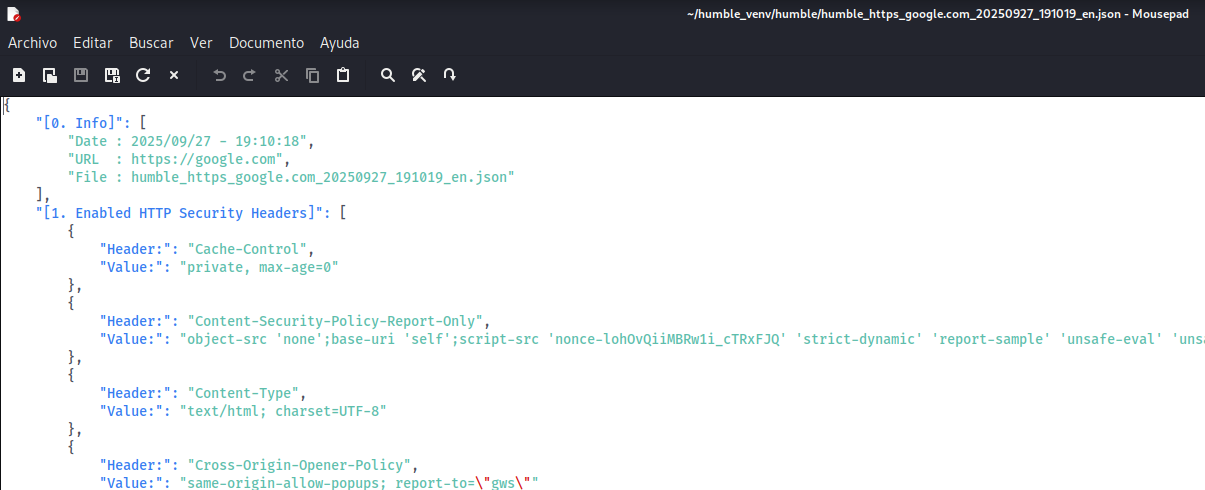 ~/humble_venv/humble/humble_https_google.com_20250927_191019_en.json - Mousepad
Archivo Editar Buscar Ver Documento Ayuda
{
    "[0. Info]": [
        "Date : 2025/09/27 - 19:10:18",
        "URL  : https://google.com",
        "File : humble_https_google.com_20250927_191019_en.json"
    ],
    "[1. Enabled HTTP Security Headers]": [
        {
            "Header:": "Cache-Control",
            "Value:": "private, max-age=0"
        },
        {
            "Header:": "Content-Security-Policy-Report-Only",
            "Value:": "object-src 'none';base-uri 'self';script-src 'nonce-lohOvQiiMBRw1i_cTRxFJQ' 'strict-dynamic' 'report-sample' 'unsafe-eval' 'unsa
        },
        {
            "Header:": "Content-Type",
            "Value:": "text/html; charset=UTF-8"
        },
        {
            "Header:": "Cross-Origin-Opener-Policy",
            "Value:": "same-origin-allow-popups; report-to=\"gws\""